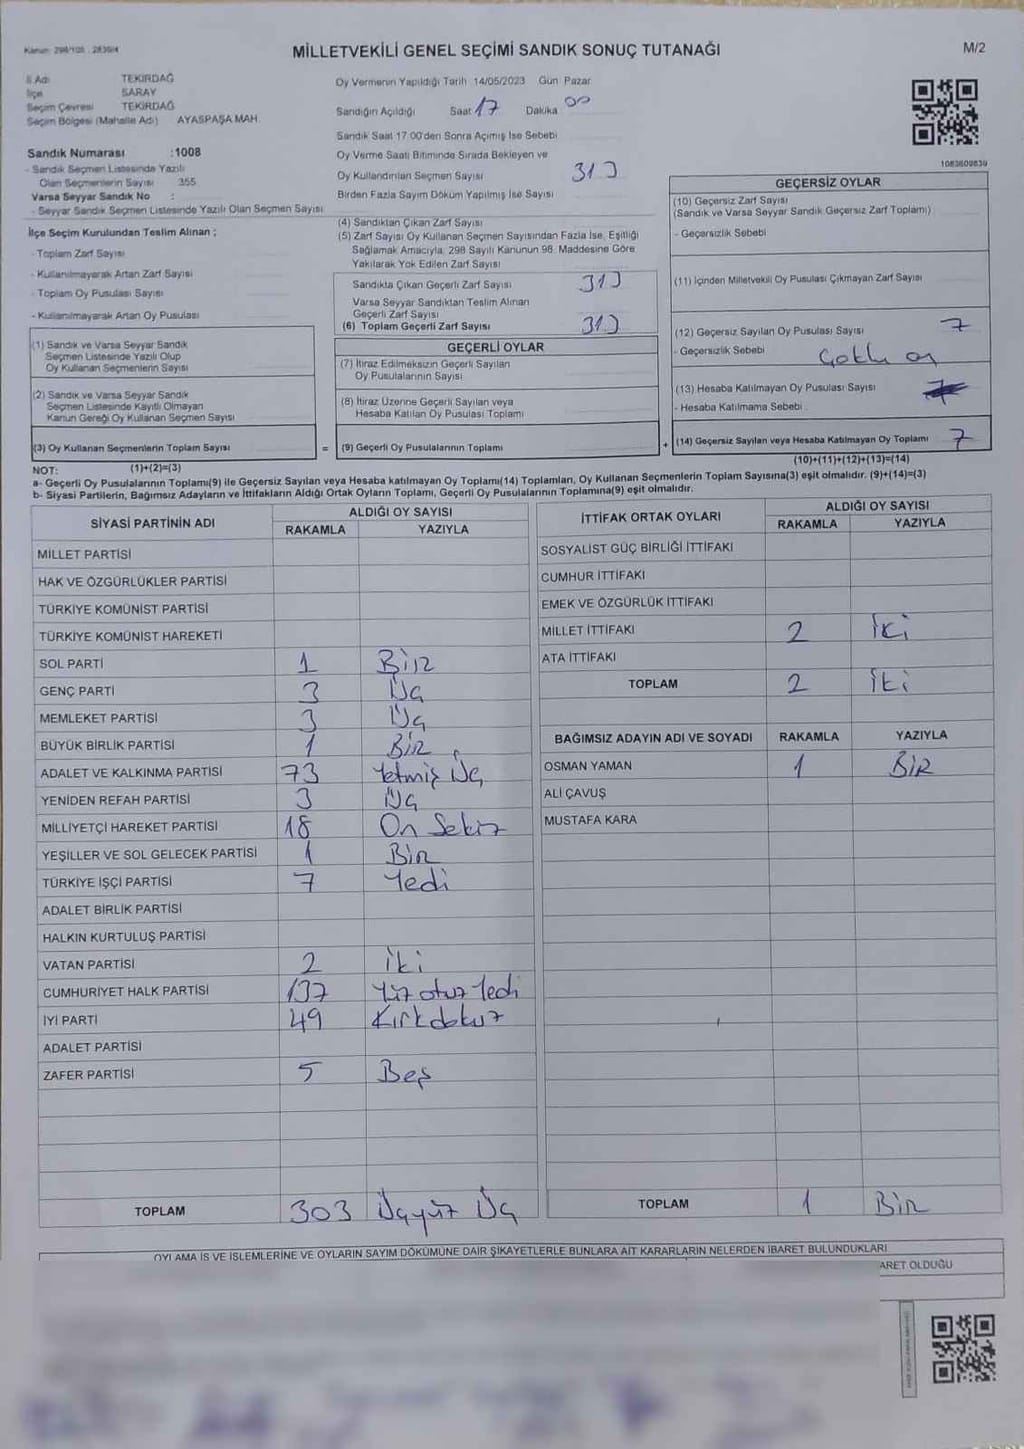 Kanun: 298/105 : 2839/4
MİLLETVEKİLİ GENEL SEÇİMİ SANDIK SONUÇ TUTANAĞI
M/2
İl Adı TEKİRDAĞ
İlçe SARAY
Seçim Çevresi TEKİRDAĞ
Seçim Bölgesi (Mahalle Adı) AYASPAŞA MAH.
Sandık Numarası :1008
- Sandık Seçmen Listesinde Yazılı
Olan Seçmenlerin Sayısı 355
Varsa Seyyar Sandık No :
- Seyyar Sandık Seçmen Listesinde Yazılı Olan Seçmen Sayısı
İlçe Seçim Kurulundan Teslim Alınan ;
- Toplam Zarf Sayısı
- Kullanılmayarak Artan Zarf Sayısı
- Toplam Oy Pusulası Sayısı
- Kullanılmayarak Artan Oy Pusulası
Oy Vermenin Yapıldığı Tarih 14/05/2023 Gün Pazar
Sandığın Açıldığı Saat 17 Dakika 00
Sandık Saat 17.00'den Sonra Açımış İse Sebebi
Oy Verme Saati Bitiminde Sırada Bekleyen ve
Oy Kullandırılan Seçmen Sayısı 313
Birden Fazla Sayım Döküm Yapılmış İse Sayısı
(4) Sandıktan Çıkan Zarf Sayısı
(5) Zarf Sayısı Oy Kullanan Seçmen Sayısından Fazla İse, Eşitliği
Sağlamak Amacıyla, 298 Sayılı Kanunun 98. Maddesine Göre
Yakılarak Yok Edilen Zarf Sayısı
Sandıkta Çıkan Geçerli Zarf Sayısı 313
Varsa Seyyar Sandıktan Teslim Alınan
Geçerli Zarf Sayısı
(6) Toplam Geçerli Zarf Sayısı 313
1083609839
GEÇERSİZ OYLAR
(10) Geçersiz Zarf Sayısı
(Sandık ve Varsa Seyyar Sandık Geçersiz Zarf Toplamı)
- Geçersizlik Sebebi
(11) İçinden Milletvekili Oy Pusulası Çıkmayan Zarf Sayısı
(12) Geçersiz Sayılan Oy Pusulası Sayısı 7
- Geçersizlik Sebebi Çoklu oy
(13) Hesaba Katılmayan Oy Pusulası Sayısı
- Hesaba Katılmama Sebebi
(14) Geçersiz Sayılan veya Hesaba Katılmayan Oy Toplamı 7
(10)+(11)+(12)+(13)=(14)
(1) Sandık ve Varsa Seyyar Sandık
Seçmen Listesinde Yazılı Olup
Oy Kullanan Seçmenlerin Sayısı
(2) Sandık ve Varsa Seyyar Sandık
Seçmen Listesinde Kayıtlı Olmayan
Kanun Gereği Oy Kullanan Seçmen Sayısı
(3) Oy Kullanan Seçmenlerin Toplam Sayısı =
GEÇERLİ OYLAR
(7) İtiraz Edilmeksizin Geçerli Sayılan
Oy Pusulalarının Sayısı
(8) İtiraz Üzerine Geçerli Sayılan veya
Hesaba Katılan Oy Pusulası Toplamı
(9) Geçerli Oy Pusulalarının Toplamı +
NOT: (1)+(2)=(3)
a- Geçerli Oy Pusulalarının Toplamı(9) ile Geçersiz Sayılan veya Hesaba katılmayan Oy Toplamı(14) Toplamları, Oy Kullanan Seçmenlerin Toplam Sayısına(3) eşit olmalıdır. (9)+(14)=(3)
b- Siyasi Partilerin, Bağımsız Adayların ve İttifakların Aldığı Ortak Oyların Toplamı, Geçerli Oy Pusulalarının Toplamına(9) eşit olmalıdır.
SİYASİ PARTİNİN ADI ALDIĞI OY SAYISI
RAKAMLA YAZIYLA
MİLLET PARTİSİ
HAK VE ÖZGÜRLÜKLER PARTİSİ
TÜRKİYE KOMÜNİST PARTİSİ
TÜRKİYE KOMÜNİST HAREKETİ
SOL PARTİ 1 Bir
GENÇ PARTİ 3 Üç
MEMLEKET PARTİSİ 3 Üç
BÜYÜK BİRLİK PARTİSİ 1 Bir
ADALET VE KALKINMA PARTİSİ 73 Yetmiş Üç
YENİDEN REFAH PARTİSİ 3 Üç
MİLLİYETÇİ HAREKET PARTİSİ 18 On Sekiz
YEŞİLLER VE SOL GELECEK PARTİSİ 1 Bir
TÜRKİYE İŞÇİ PARTİSİ 7 Yedi
ADALET BİRLİK PARTİSİ
HALKIN KURTULUŞ PARTİSİ
VATAN PARTİSİ 2 İki
CUMHURİYET HALK PARTİSİ 137 Yüz otuz Yedi
İYİ PARTİ 49 Kırk dokuz
ADALET PARTİSİ
ZAFER PARTİSİ 5 Beş
TOPLAM 303 Üçyüz Üç
İTTİFAK ORTAK OYLARI ALDIĞI OY SAYISI
RAKAMLA YAZIYLA
SOSYALİST GÜÇ BİRLİĞİ İTTİFAKI
CUMHUR İTTİFAKI
EMEK VE ÖZGÜRLÜK İTTİFAKI
MİLLET İTTİFAKI 2 İki
ATA İTTİFAKI
TOPLAM 2 İki
BAĞIMSIZ ADAYIN ADI VE SOYADI RAKAMLA YAZIYLA
OSMAN YAMAN 1 BİR
ALİ ÇAVUŞ
MUSTAFA KARA
TOPLAM 1 Bir
OYLAMA İŞ VE İŞLEMLERİNE VE OYLARIN SAYIM DÖKÜMÜNE DAİR ŞİKAYETLERLE BUNLARA AİT KARARLARIN NELERDEN İBARET BULUNDUKLARI
ARET OLDUĞU